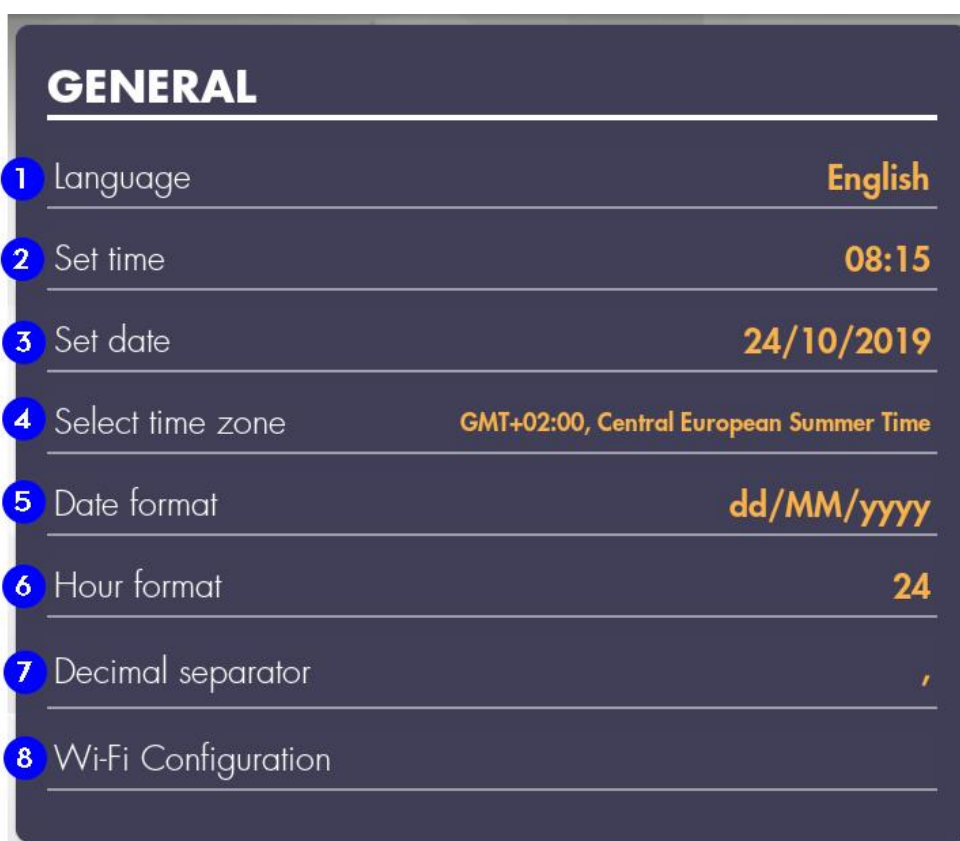 GENERAL
1 Language English
2 Set time 08:15
3 Set date 24/10/2019
4 Select time zone GMT+02:00, Central European Summer Time
5 Date format dd/MM/yyyy
6 Hour format 24
7 Decimal separator ,
8 Wi-Fi Configuration